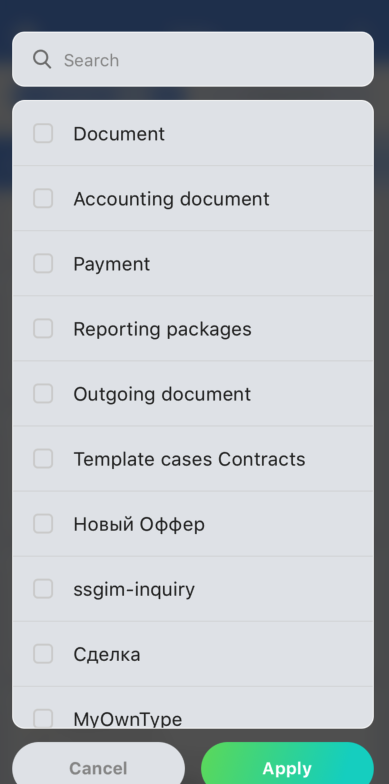 Search
Document
Accounting document
Payment
Reporting packages
Outgoing document
Template cases Contracts
Новый Оффер
ssgim-inquiry
Сделка
MyOwnType
Cancel
Apply